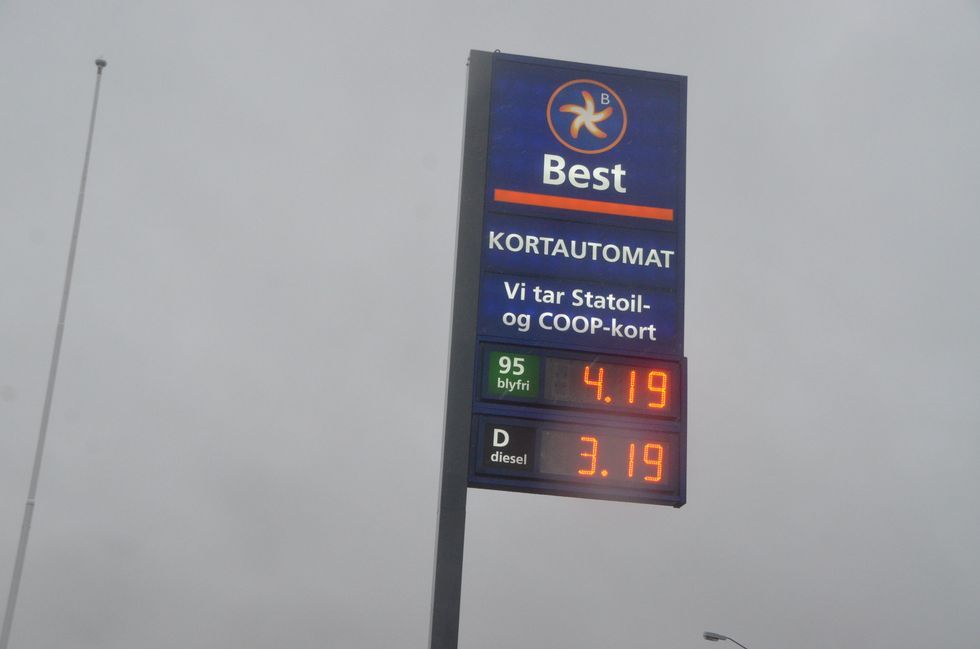 B
Best
KORTAUTOMAT
Vi tar Statoil-
og COOP-kort
95
blyfri
4.19
D
diesel
3.19